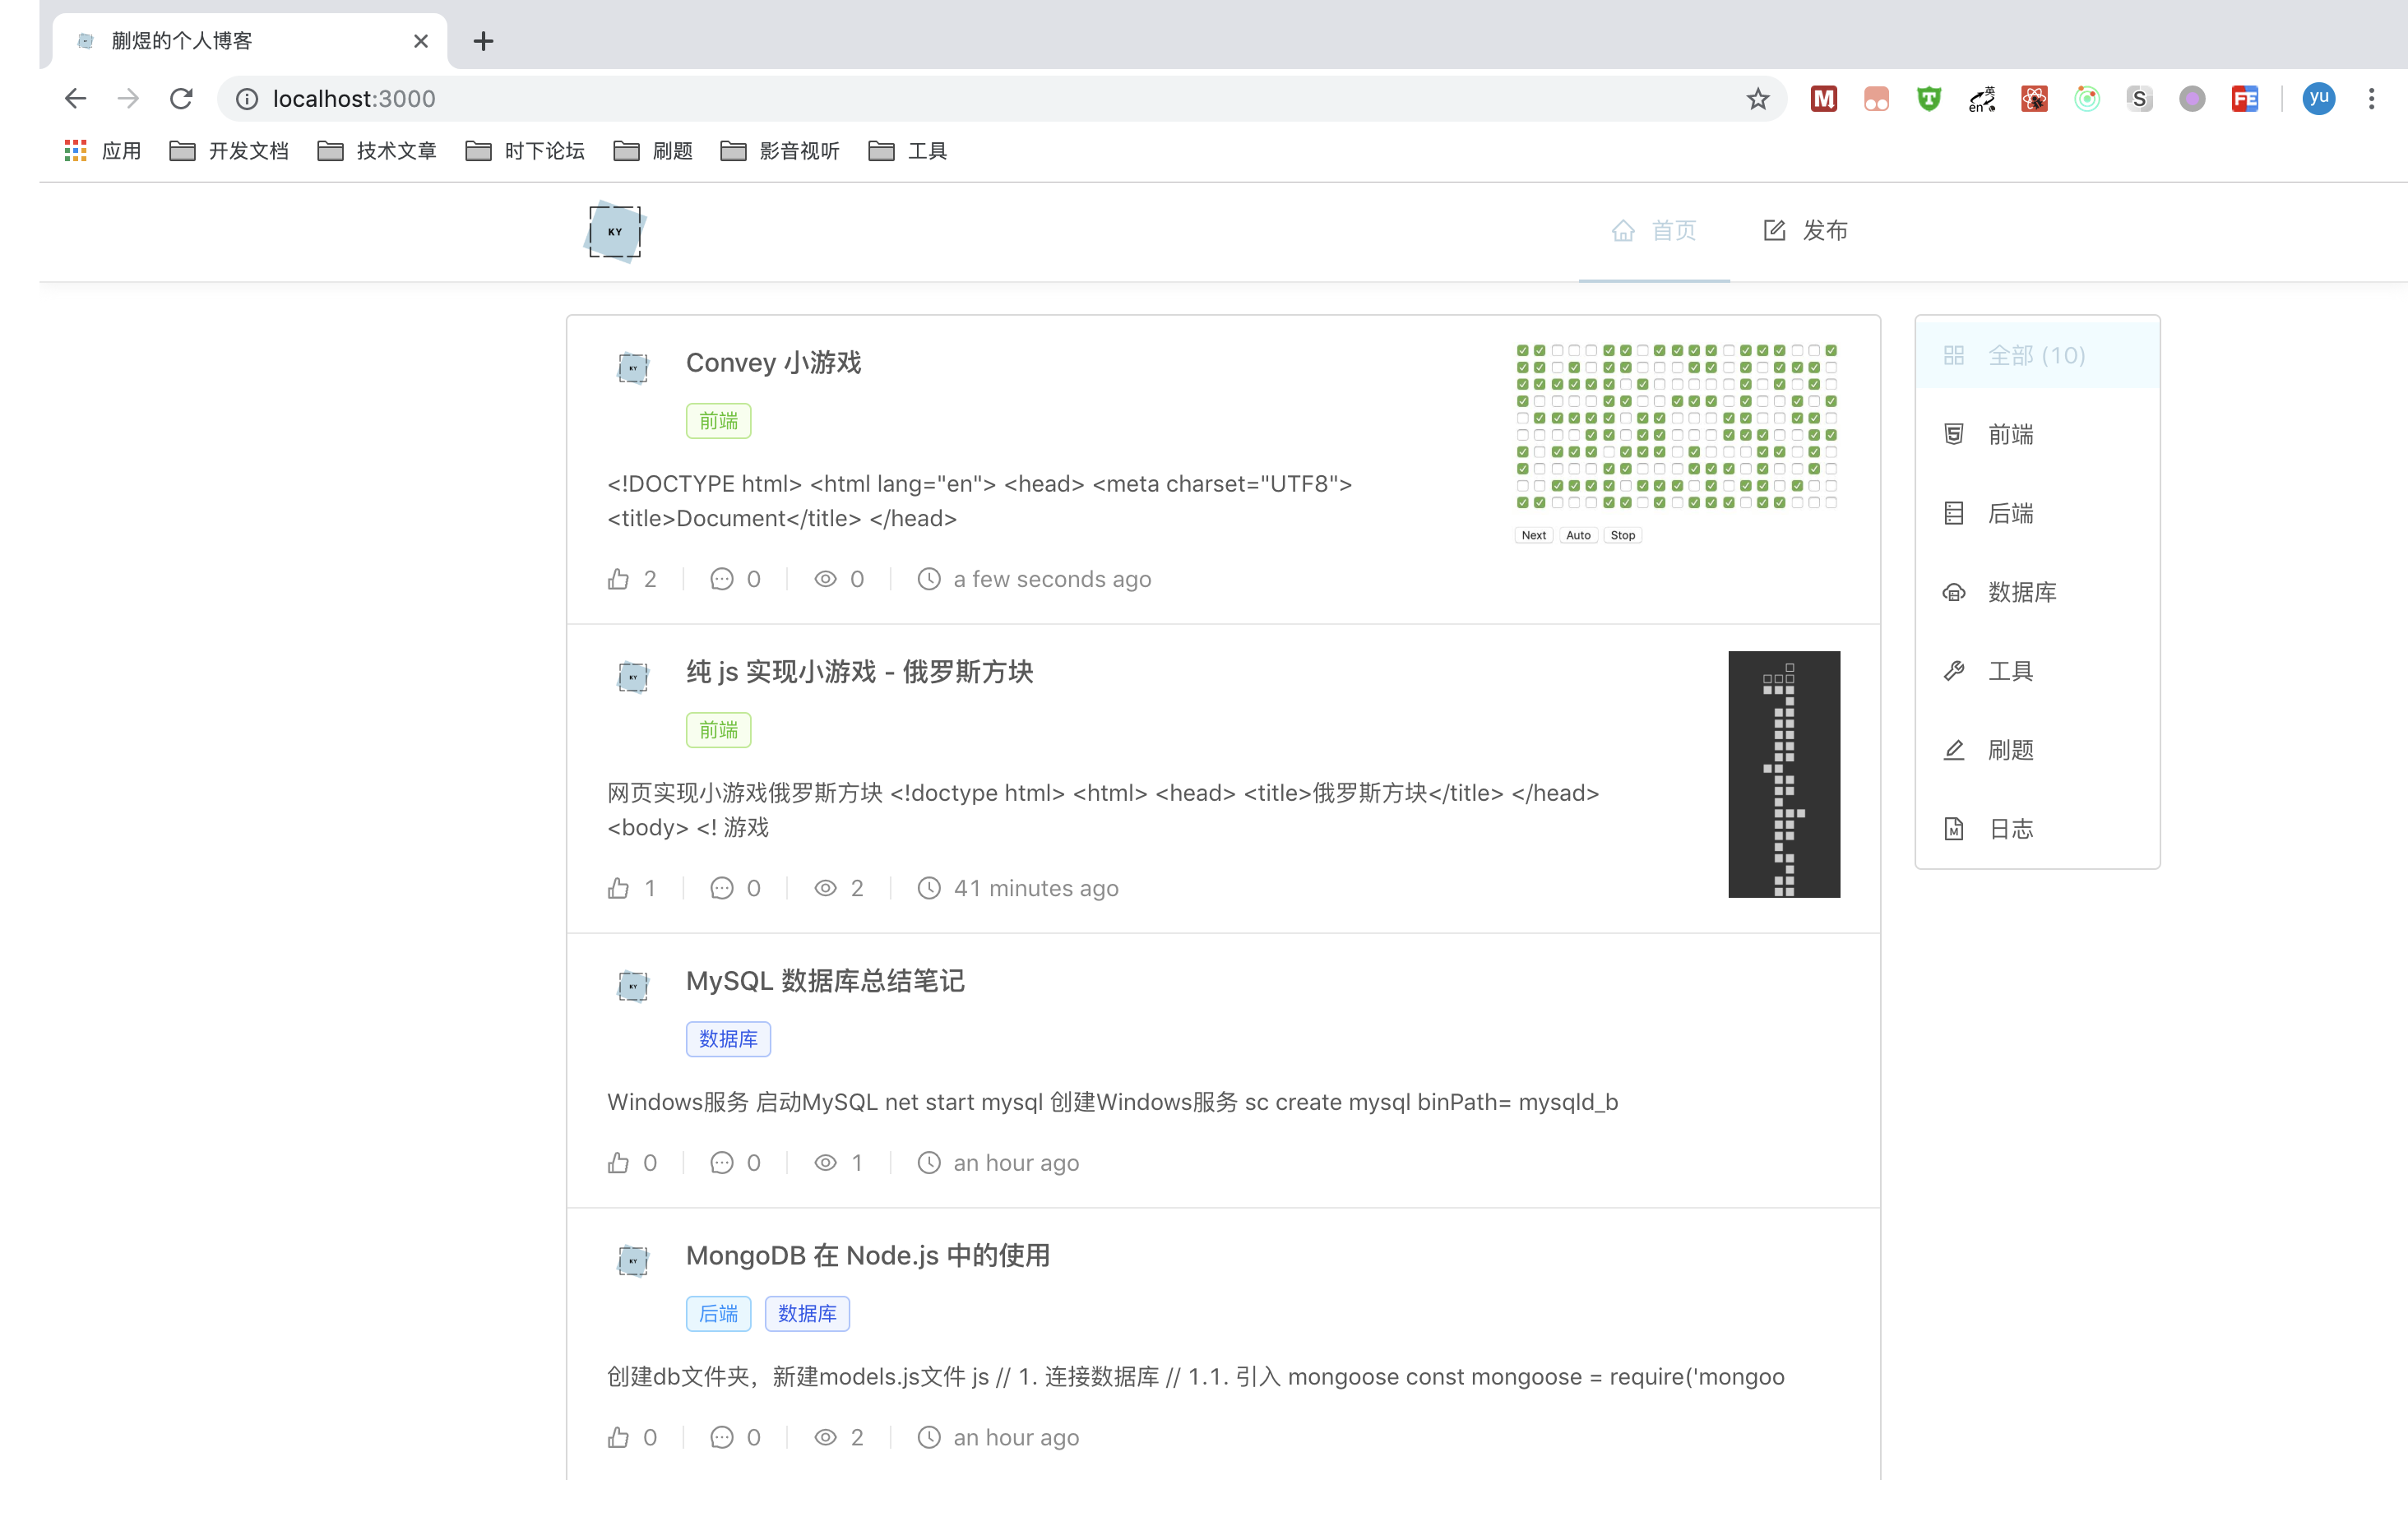 蒯煜的个人博客
localhost:3000
英
en
M
T
S
FE
yu
应用 开发文档 技术文章 时下论坛 刷题 影音视听 工具
KY
首页 发布
KY
Convey 小游戏
前端
<!DOCTYPE html> <html lang="en"> <head> <meta charset="UTF8">
<title>Document</title> </head>
Next Auto Stop
2 0 0 a few seconds ago
KY
纯 js 实现小游戏 - 俄罗斯方块
前端
网页实现小游戏俄罗斯方块 <!doctype html> <html> <head> <title>俄罗斯方块</title> </head>
<body> <! 游戏
1 0 2 41 minutes ago
KY
MySQL 数据库总结笔记
数据库
Windows服务 启动MySQL net start mysql 创建Windows服务 sc create mysql binPath= mysqld_b
0 0 1 an hour ago
KY
MongoDB 在 Node.js 中的使用
后端 数据库
创建db文件夹，新建models.js文件 js // 1. 连接数据库 // 1.1. 引入 mongoose const mongoose = require('mongoo
0 0 2 an hour ago
全部 (10)
前端
后端
数据库
工具
刷题
日志